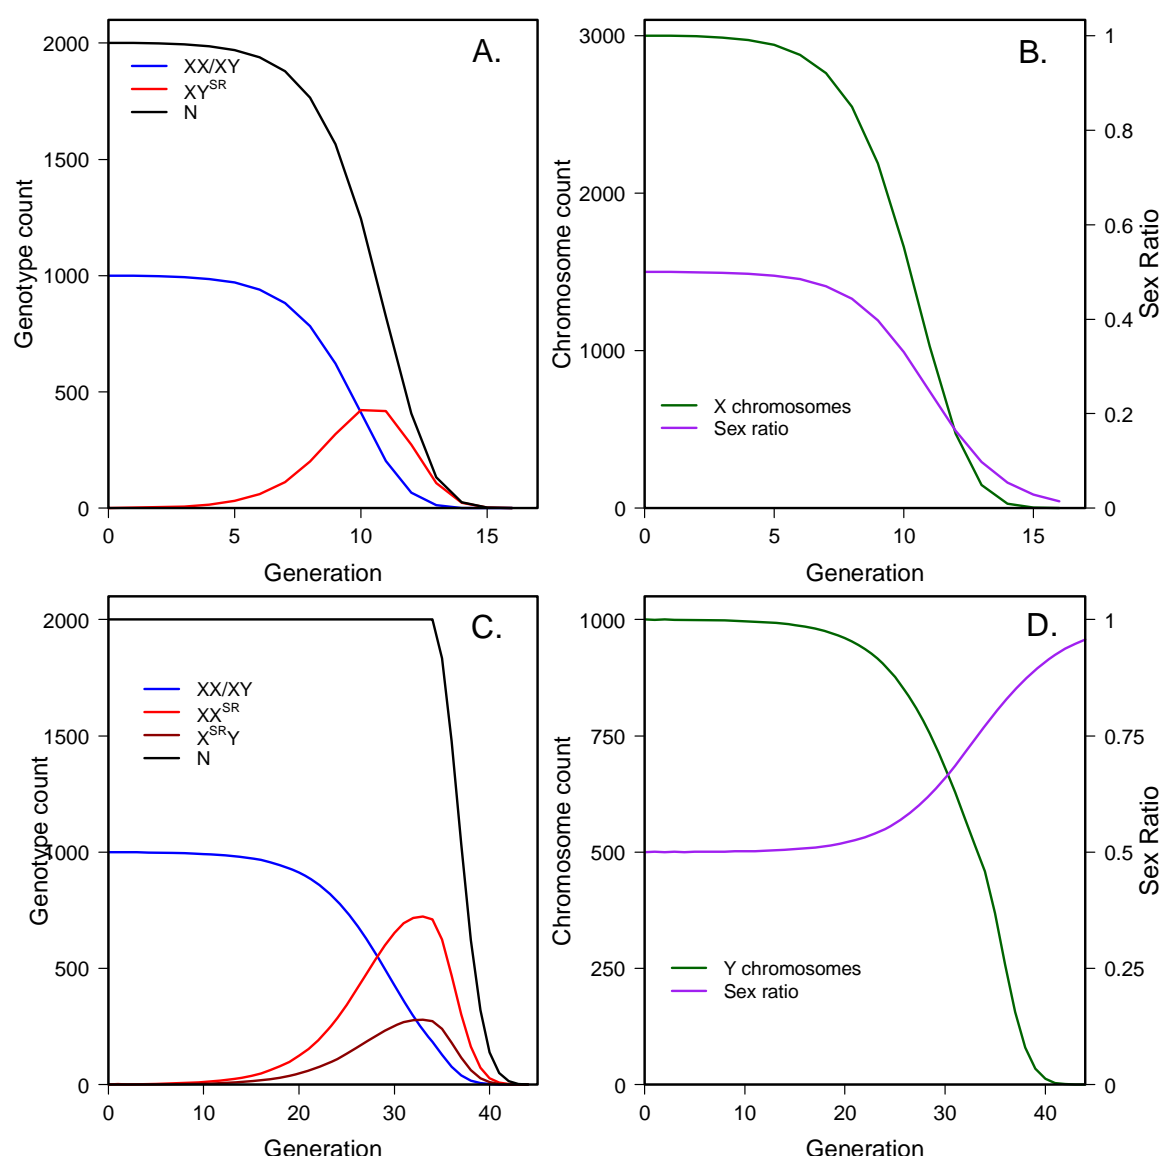 A.
2000
1500
1000
500
0
XX/XY
XY^SR
N
Genotype count
0 5 10 15
Generation
B.
3000
2000
1000
0
Chromosome count
X chromosomes
Sex ratio
1
0.8
0.6
0.4
0.2
0
Sex Ratio
0 5 10 15
Generation
C.
2000
1500
1000
500
0
XX/XY
XX^SR
X^SRY
N
Genotype count
0 10 20 30 40
Generation
D.
1000
750
500
250
0
Chromosome count
Y chromosomes
Sex ratio
1
0.75
0.5
0.25
0
Sex Ratio
0 10 20 30 40
Generation